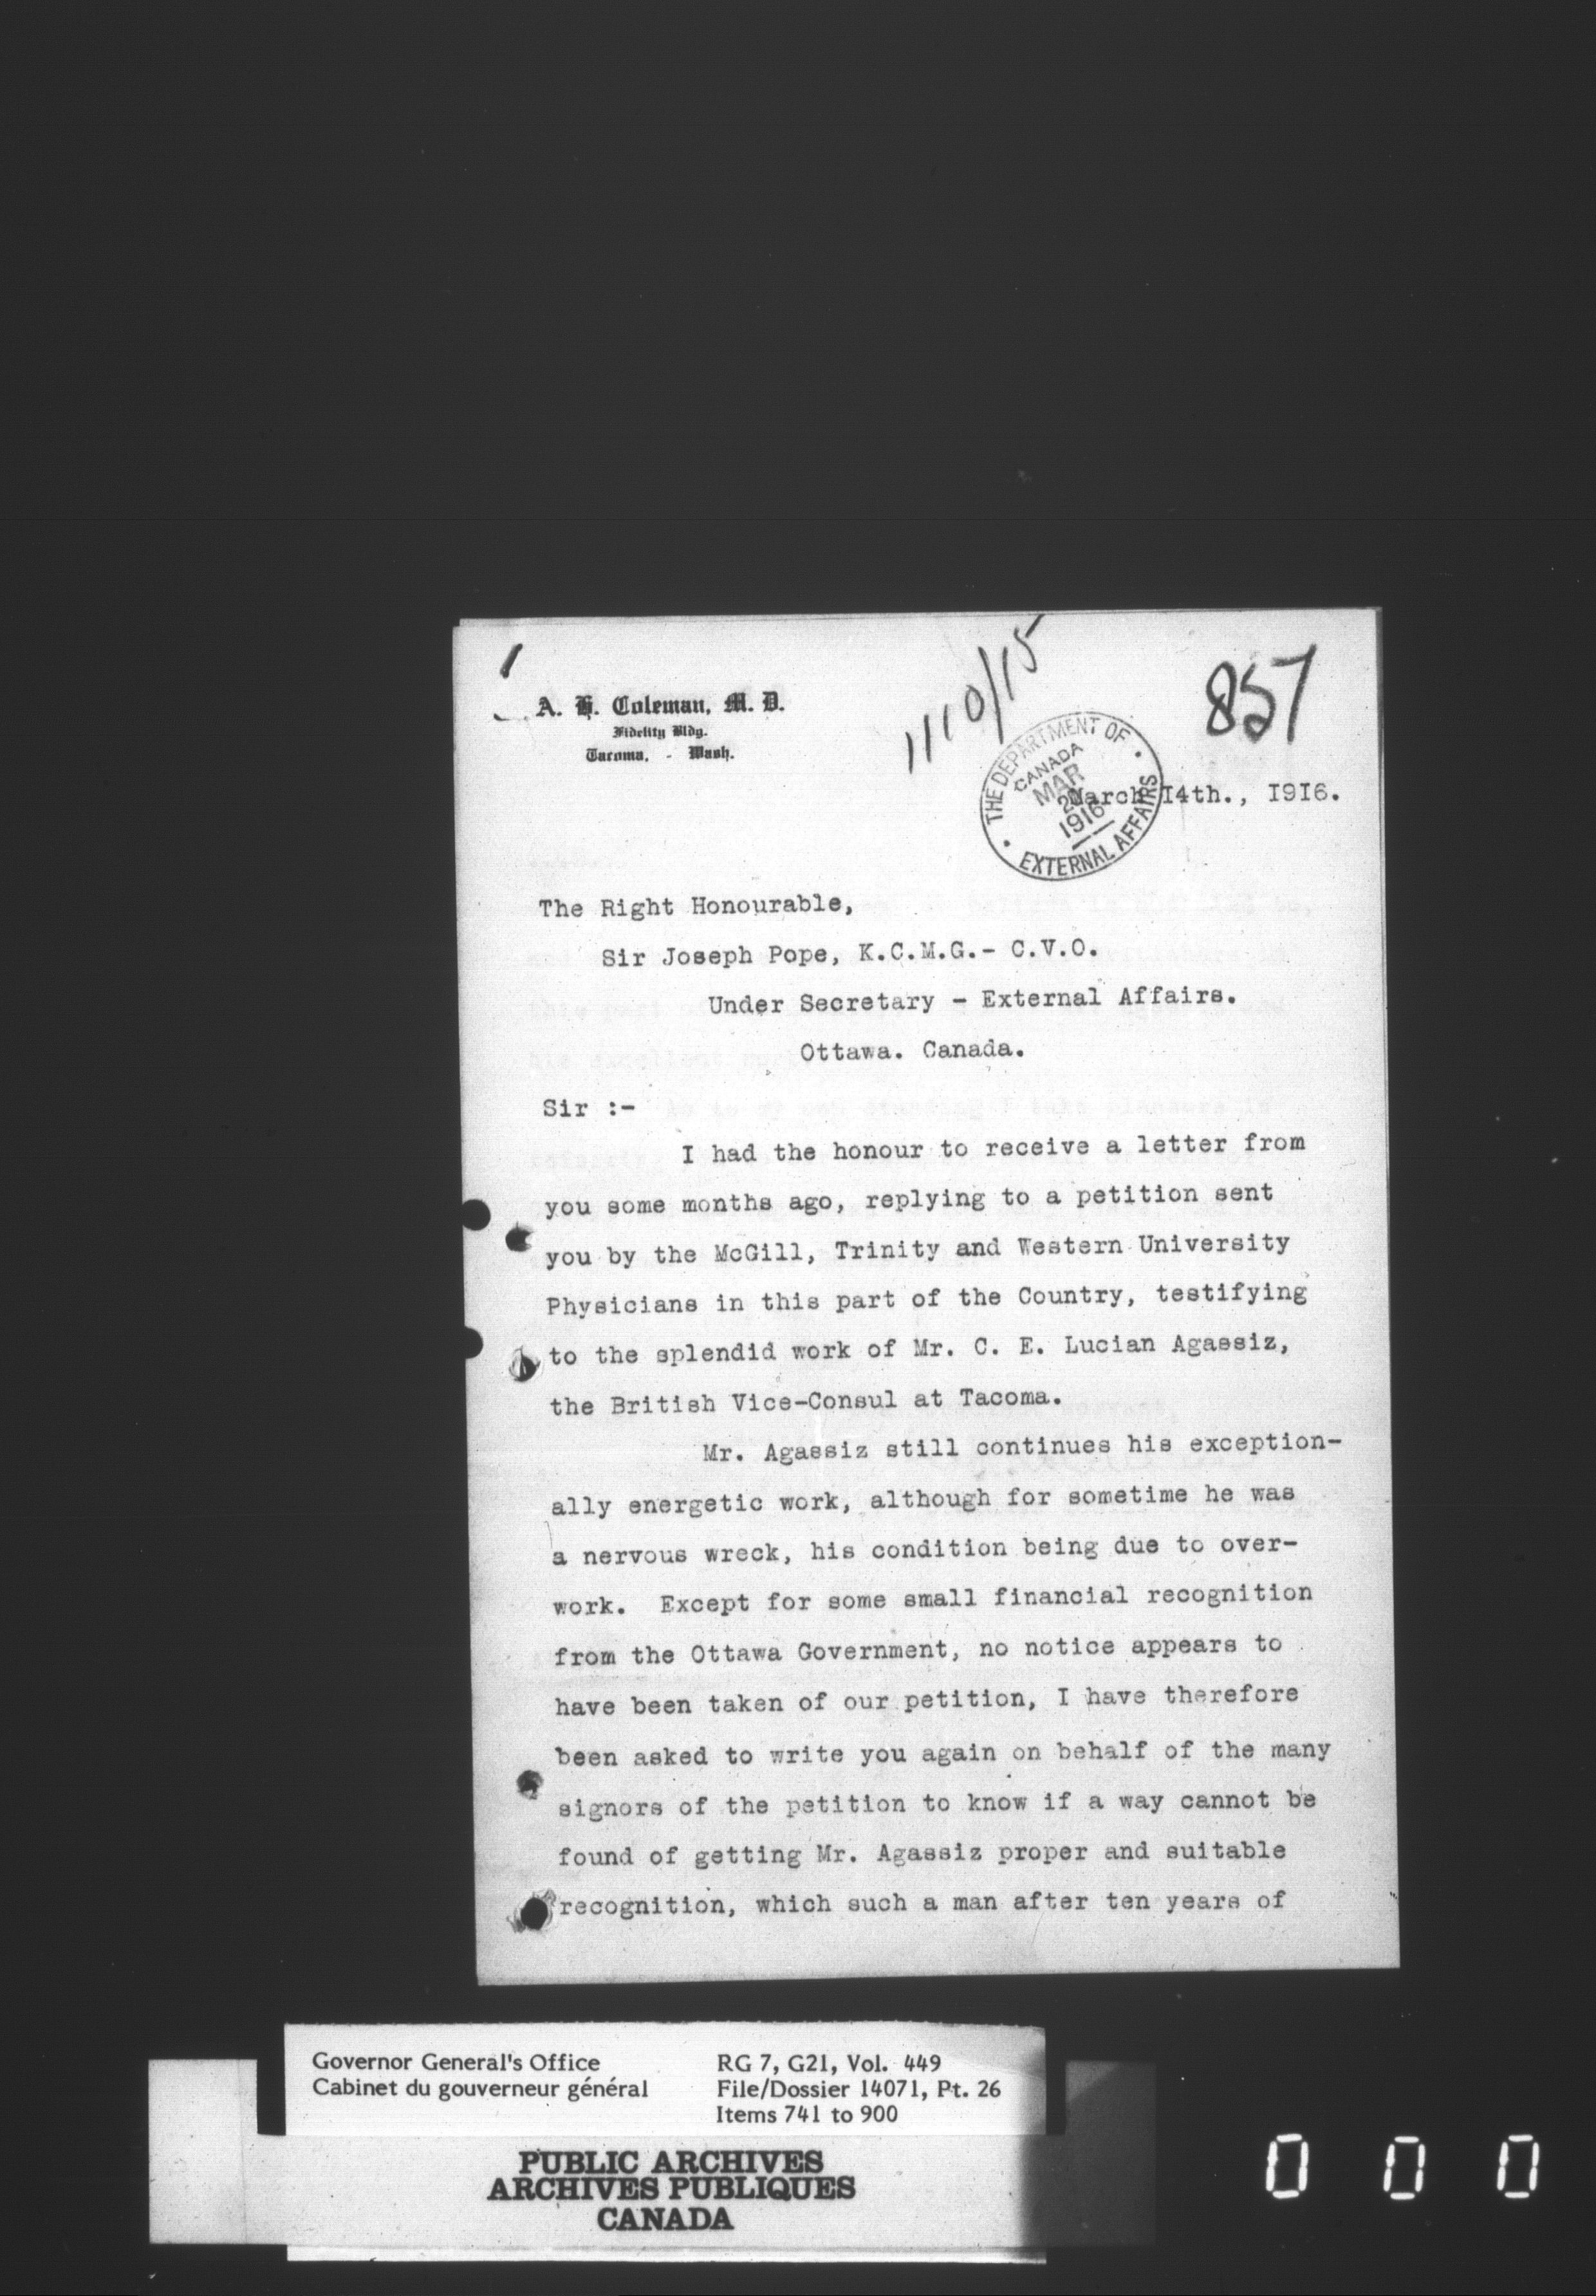 1
1110/15
857
A. H. Coleman, M. D.
Fidelity Bldg.
Tacoma, - Wash.
THE DEPARTMENT OF
CANADA
MAR
20
1916
EXTERNAL AFFAIRS
March I4th., I9I6.
The Right Honourable,
Sir Joseph Pope, K.C.M.G.- C.V.O.
Under Secretary - External Affairs.
Ottawa. Canada.
Sir :-
I had the honour to receive a letter from
you some months ago, replying to a petition sent
you by the McGill, Trinity and Western University
Physicians in this part of the Country, testifying
to the splendid work of Mr. C. E. Lucian Agassiz,
the British Vice-Consul at Tacoma.
Mr. Agassiz still continues his exception-
ally energetic work, although for sometime he was
a nervous wreck, his condition being due to over-
work. Except for some small financial recognition
from the Ottawa Government, no notice appears to
have been taken of our petition, I have therefore
been asked to write you again on behalf of the many
signors of the petition to know if a way cannot be
found of getting Mr. Agassiz proper and suitable
recognition, which such a man after ten years of
Governor General's Office
Cabinet du gouverneur général
RG 7, G21, Vol. 449
File/Dossier 14071, Pt. 26
Items 741 to 900
PUBLIC ARCHIVES
ARCHIVES PUBLIQUES
CANADA
0 0 0